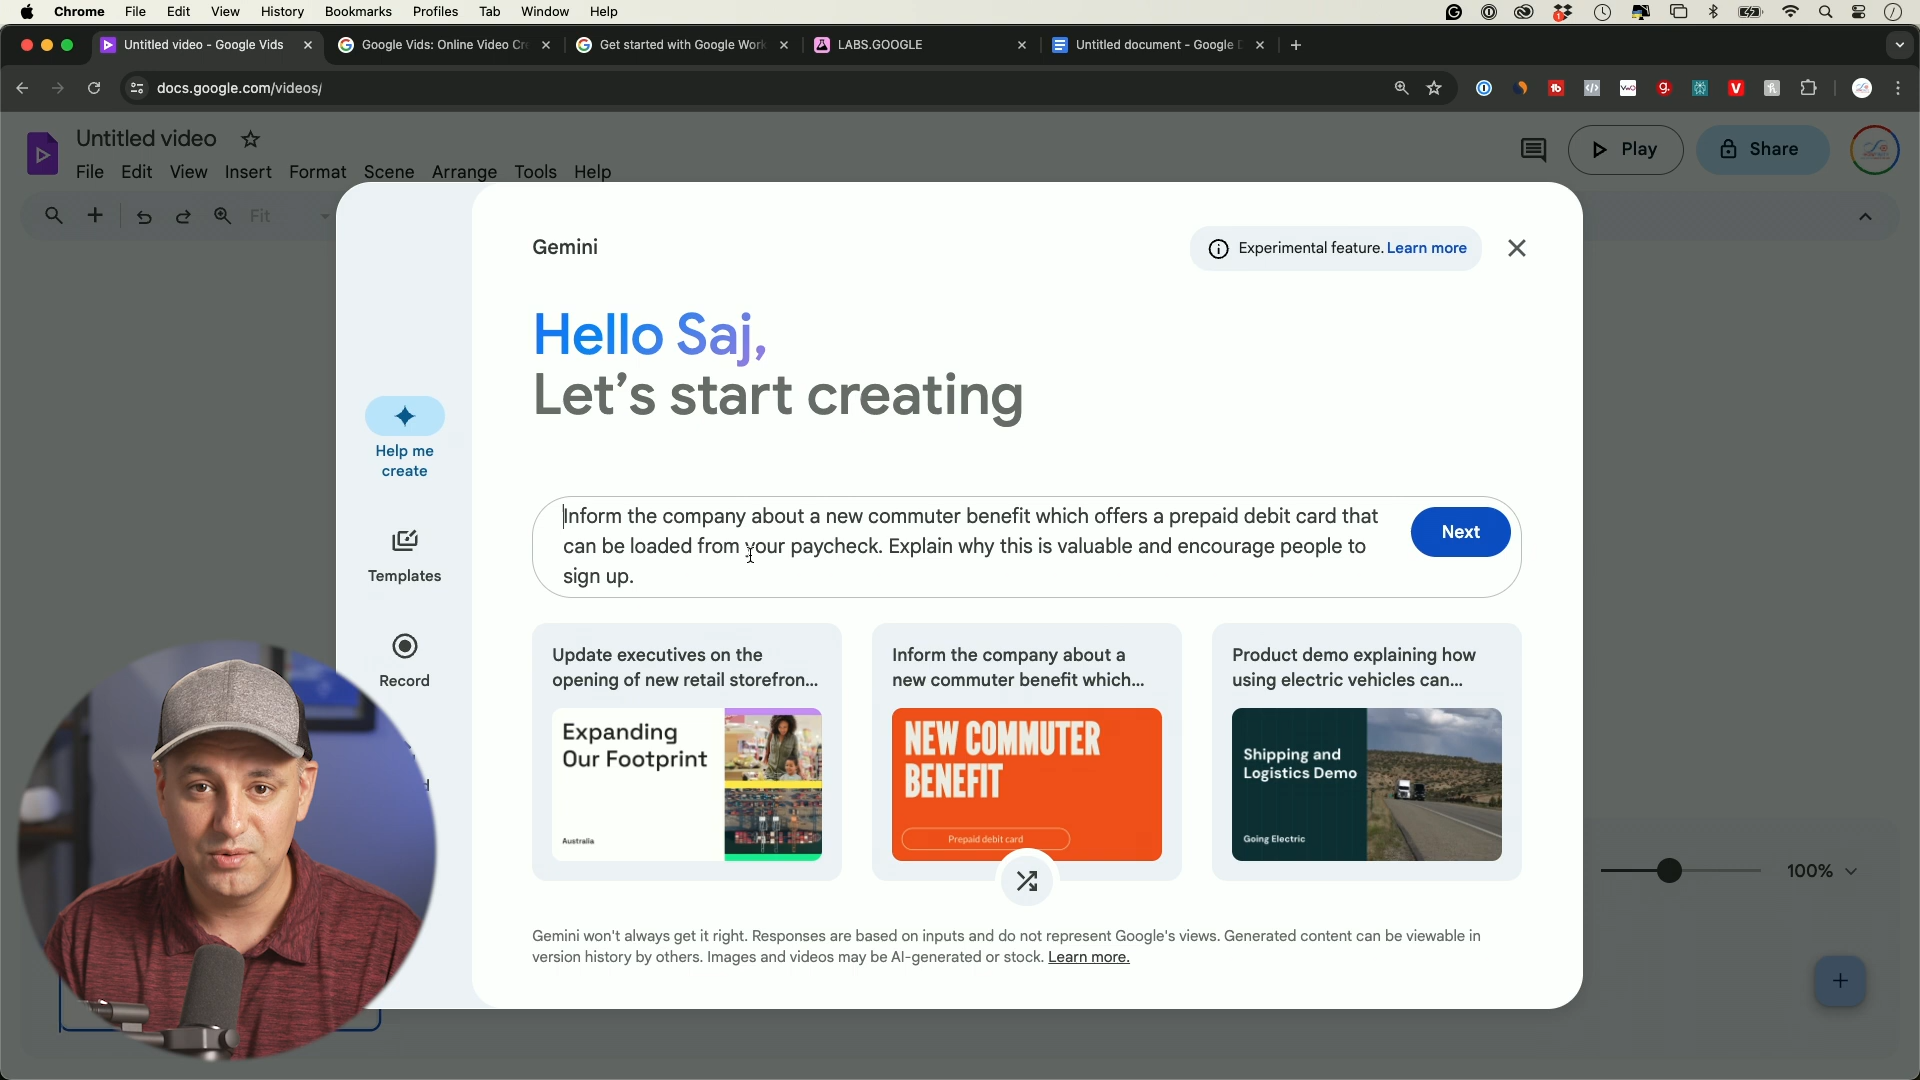 Chrome File Edit View History Bookmarks Profiles Tab Window Help
Untitled video - Google Vids
Google Vids: Online Video Cr
Get started with Google Work
LABS.GOOGLE
Untitled document - Google D
docs.google.com/videos/
Untitled video
File Edit View Insert Format Scene Arrange Tools Help
Play
Share
Fit
Gemini
Experimental feature. Learn more
Hello Saj,
Let's start creating
Help me
create
Templates
Record
Inform the company about a new commuter benefit which offers a prepaid debit card that
can be loaded from your paycheck. Explain why this is valuable and encourage people to
sign up.
Next
Update executives on the
opening of new retail storefron...
Expanding
Our Footprint
Australia
Inform the company about a
new commuter benefit which...
NEW COMMUTER
BENEFIT
Prepaid debit card
Product demo explaining how
using electric vehicles can...
Shipping and
Logistics Demo
Going Electric
100%
Gemini won't always get it right. Responses are based on inputs and do not represent Google's views. Generated content can be viewable in
version history by others. Images and videos may be AI-generated or stock. Learn more.